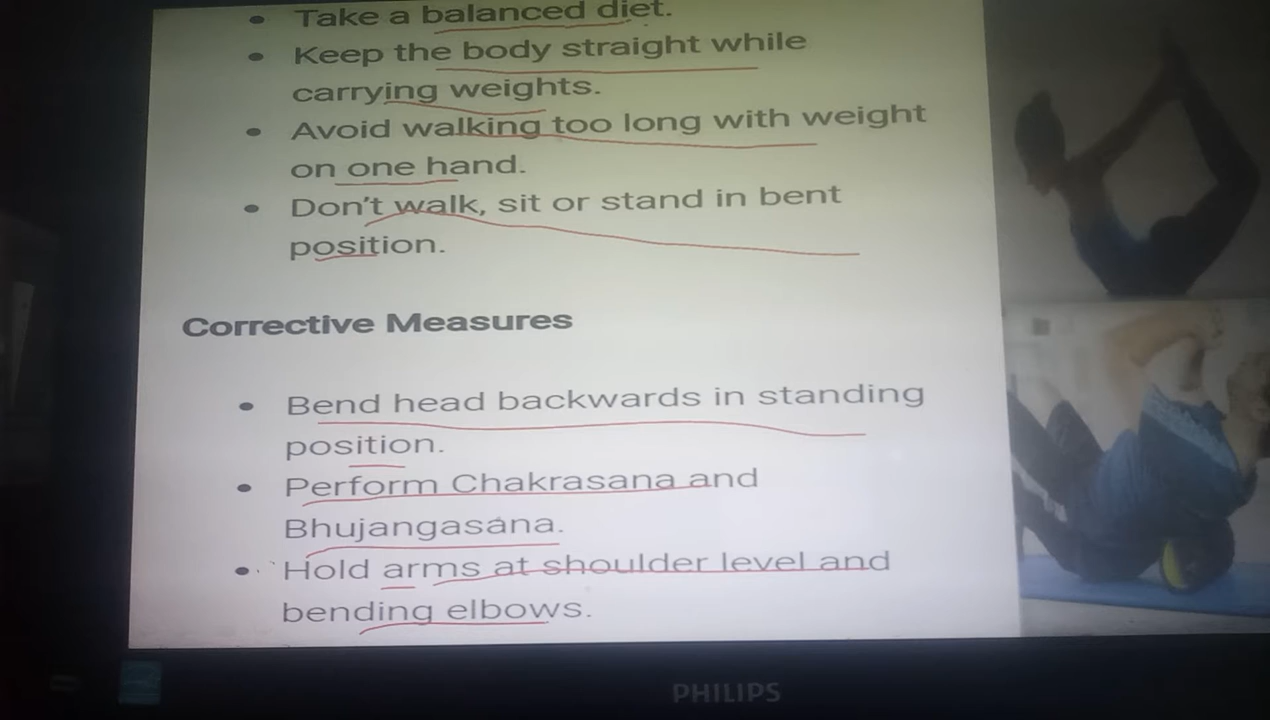 • Take a balanced diet.
• Keep the body straight while
carrying weights.
• Avoid walking too long with weight
on one hand.
• Don't walk, sit or stand in bent
position.
Corrective Measures
• Bend head backwards in standing
position.
• Perform Chakrasana and
Bhujangasana.
• Hold arms at shoulder level and
bending elbows.
PHILIPS